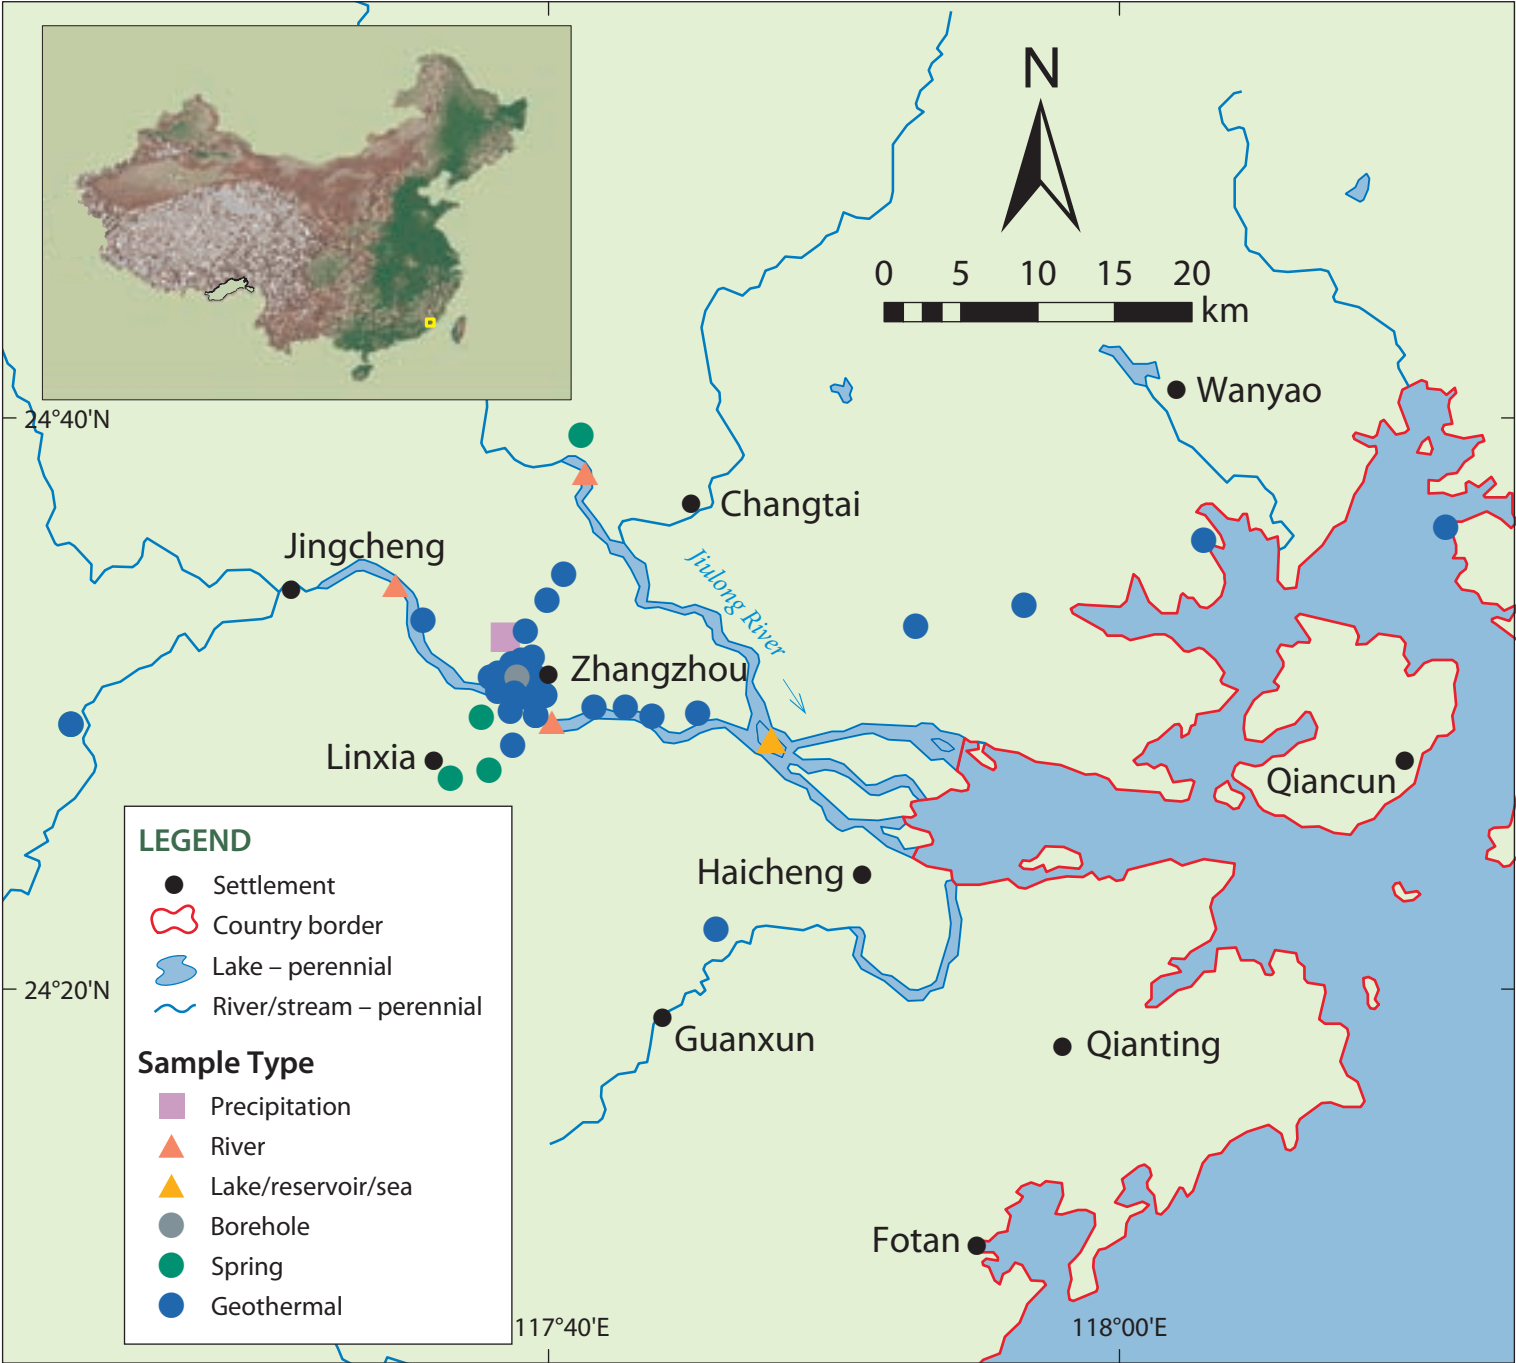 N
0 5 10 15 20
km
24°40'N
Wanyao
Changtai
Jingcheng
Jiulong River
Zhangzhou
Linxia
Qiancun
Haicheng
24°20'N
Guanxun
Qianting
Fotan
117°40'E
118°00'E
LEGEND
Settlement
Country border
Lake – perennial
River/stream – perennial
Sample Type
Precipitation
River
Lake/reservoir/sea
Borehole
Spring
Geothermal